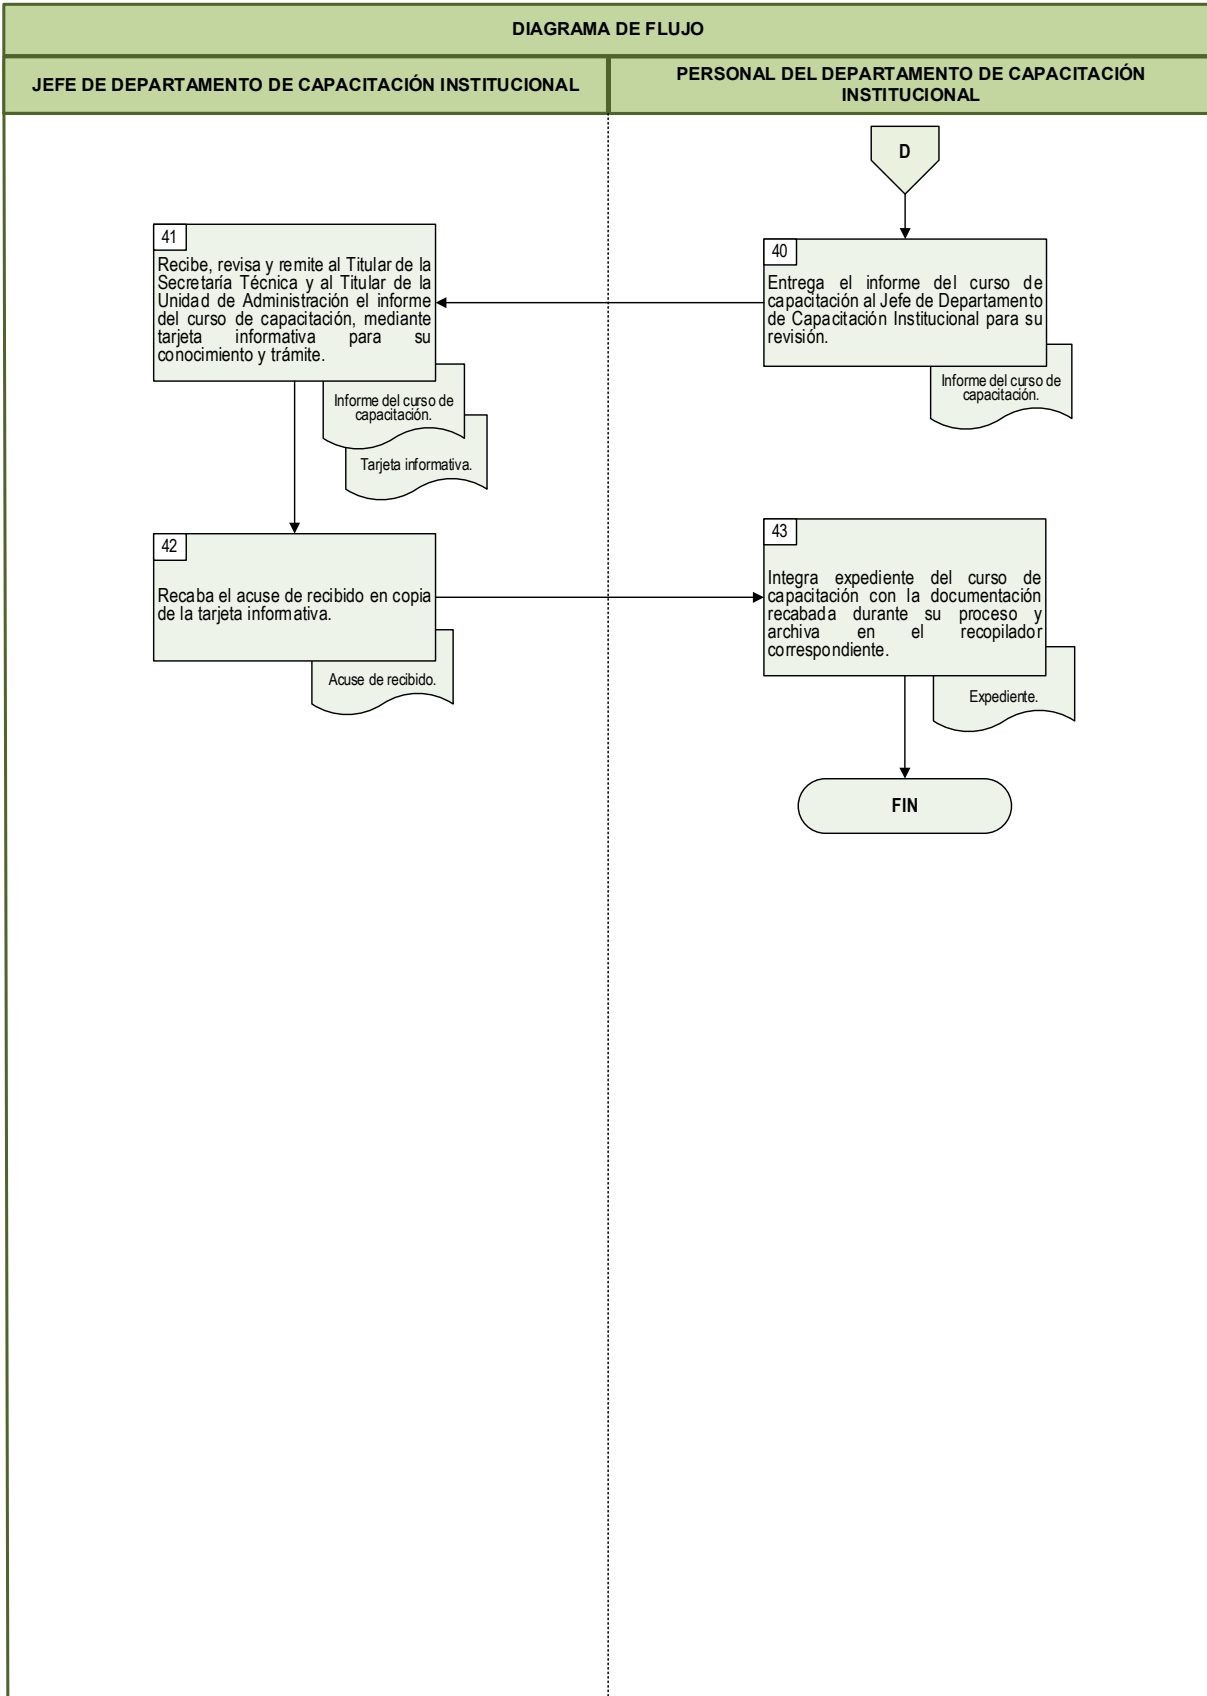 DIAGRAMA DE FLUJO
JEFE DE DEPARTAMENTO DE CAPACITACIÓN INSTITUCIONAL
PERSONAL DEL DEPARTAMENTO DE CAPACITACIÓN
INSTITUCIONAL
D
40
Entrega el informe del curso de
capacitación al Jefe de Departamento
de Capacitación Institucional para su
revisión.
Informe del curso de
capacitación.
41
Recibe, revisa y remite al Titular de la
Secretaría Técnica y al Titular de la
Unidad de Administración el informe
del curso de capacitación, mediante
tarjeta informativa para su
conocimiento y trámite.
Informe del curso de
capacitación.
Tarjeta informativa.
42
Recaba el acuse de recibido en copia
de la tarjeta informativa.
Acuse de recibido.
43
Integra expediente del curso de
capacitación con la documentación
recabada durante su proceso y
archiva en el recopilador
correspondiente.
Expediente.
FIN